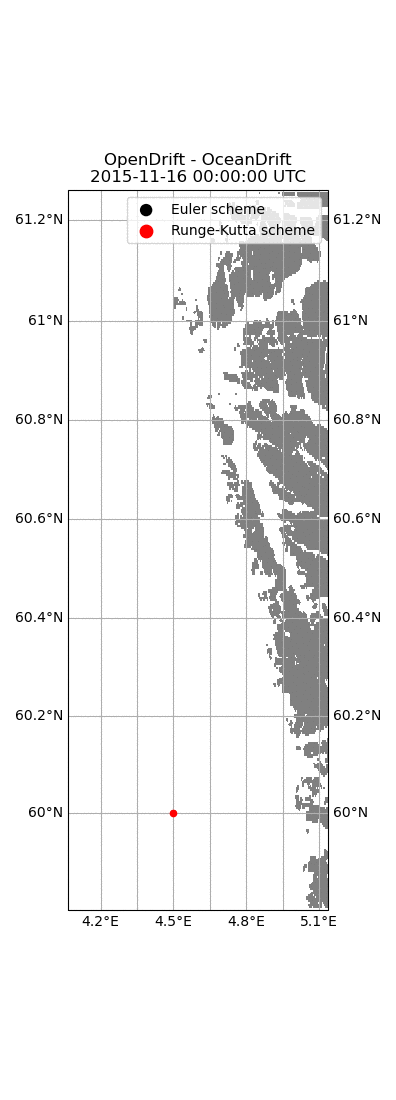 OpenDrift - OceanDrift
2015-11-16 00:00:00 UTC
Euler scheme
Runge-Kutta scheme
61.2°N 61.2°N
61°N 61°N
60.8°N 60.8°N
60.6°N 60.6°N
60.4°N 60.4°N
60.2°N 60.2°N
60°N 60°N
4.2°E 4.5°E 4.8°E 5.1°E